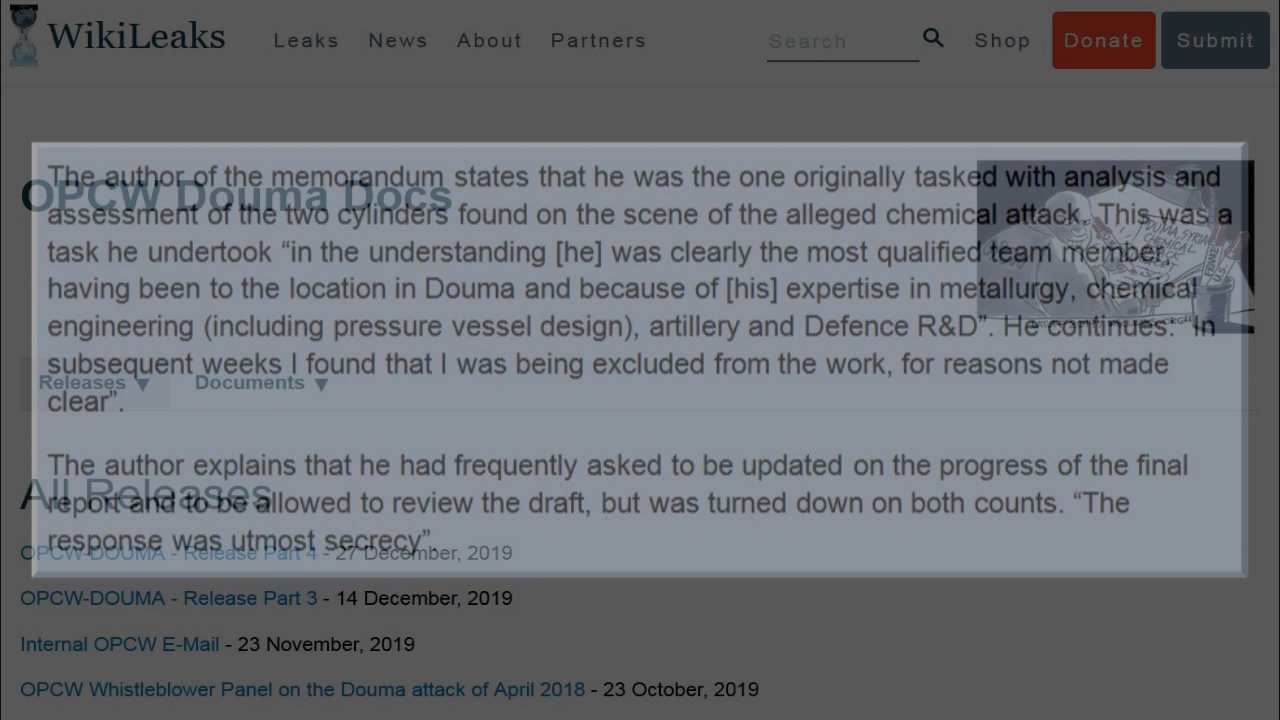 WikiLeaks
Leaks News About Partners
Search
Shop
Donate
Submit
OPCW Douma Docs
The author of the memorandum states that he was the one originally tasked with analysis and
assessment of the two cylinders found on the scene of the alleged chemical attack. This was a
task he undertook “in the understanding [he] was clearly the most qualified team member,
having been to the location in Douma and because of [his] expertise in metallurgy, chemical
engineering (including pressure vessel design), artillery and Defence R&D”. He continues: “In
subsequent weeks I found that I was being excluded from the work, for reasons not made
clear”.
Releases ▼ Documents ▼
The author explains that he had frequently asked to be updated on the progress of the final
report and to be allowed to review the draft, but was turned down on both counts. “The
response was utmost secrecy”.
All Releases
OPCW-DOUMA - Release Part 4 - 27 December, 2019
OPCW-DOUMA - Release Part 3 - 14 December, 2019
Internal OPCW E-Mail - 23 November, 2019
OPCW Whistleblower Panel on the Douma attack of April 2018 - 23 October, 2019
DOUMA SYRIA
CHEMICAL